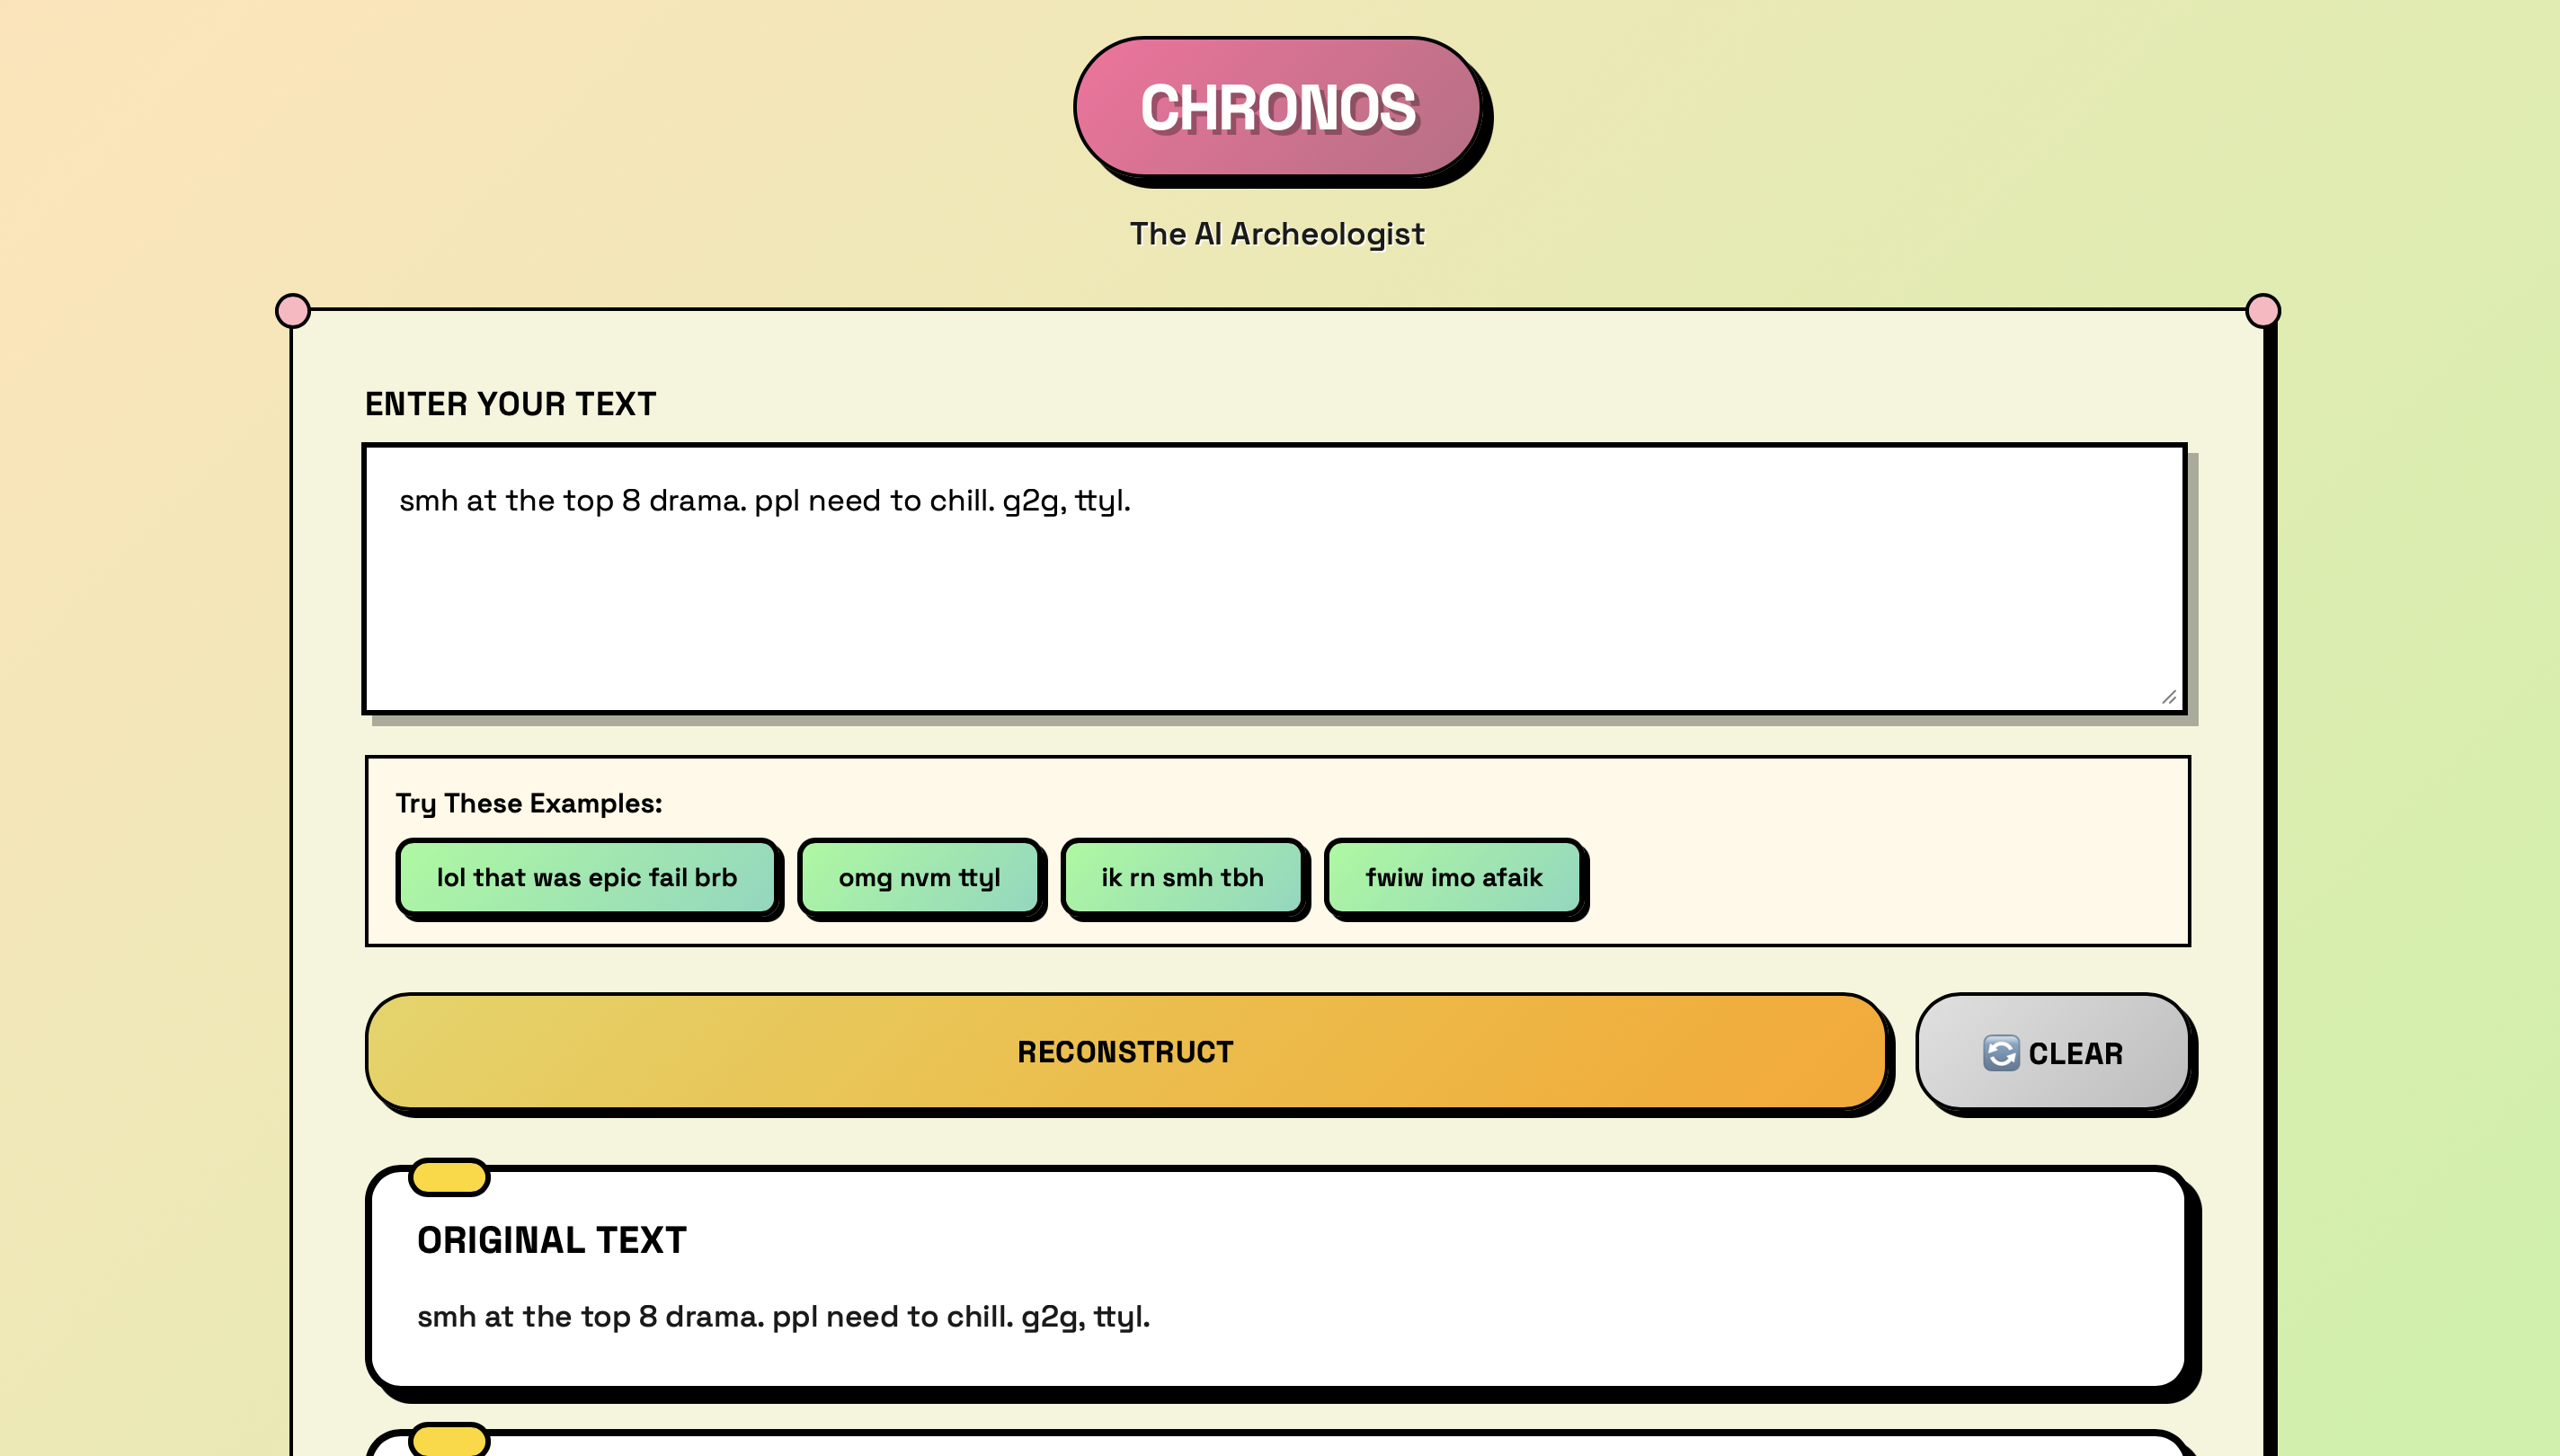 CHRONOS
The AI Archeologist
ENTER YOUR TEXT
smh at the top 8 drama. ppl need to chill. g2g, ttyl.
Try These Examples:
lol that was epic fail brb
omg nvm ttyl
ik rn smh tbh
fwiw imo afaik
RECONSTRUCT
🔄 CLEAR
ORIGINAL TEXT
smh at the top 8 drama. ppl need to chill. g2g, ttyl.